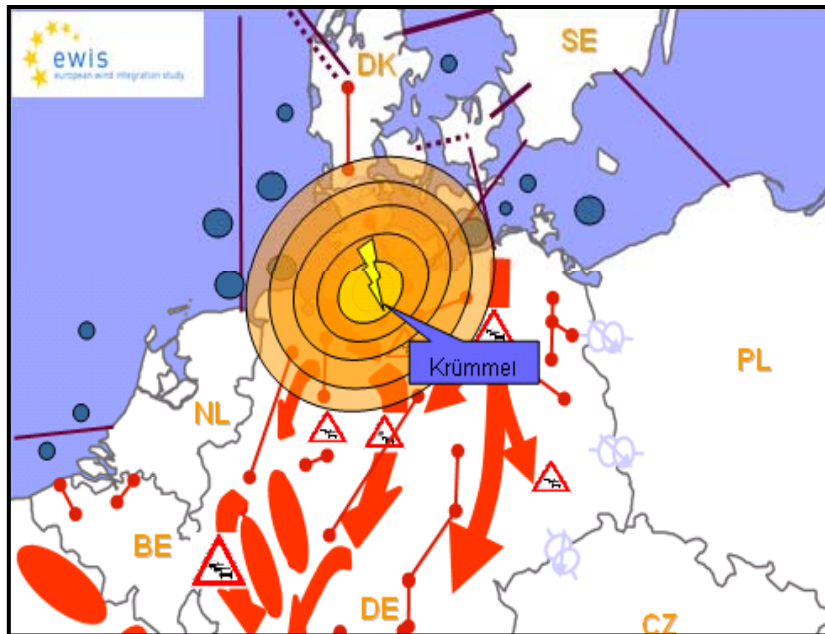 ewis
european wind integration study
DK
SE
Krümmel
PL
NL
BE
DE
CZ